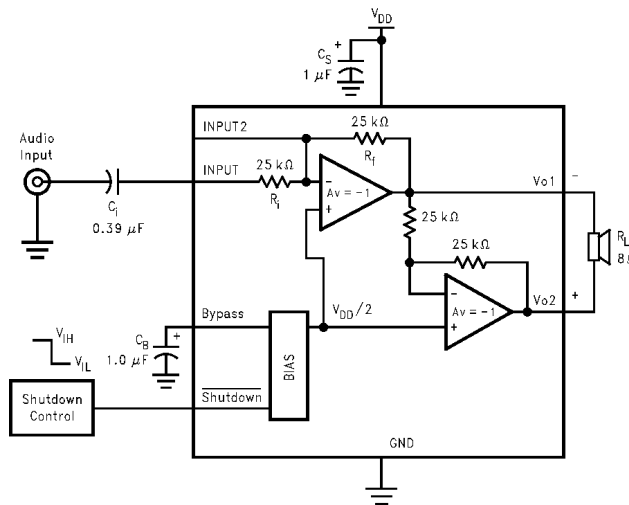 V_DD
C_S
+
1 μF
INPUT2
25 kΩ
R_f
Audio
Input
INPUT
25 kΩ
R_i
C_i
0.39 μF
−
Av = −1
+
Vo1
−
25 kΩ
25 kΩ
R_L
8Ω
V_DD/2
−
Av = −1
+
Vo2
+
Bypass
C_B
+
1.0 μF
BIAS
V_IH
V_IL
Shutdown
Shutdown
Control
GND